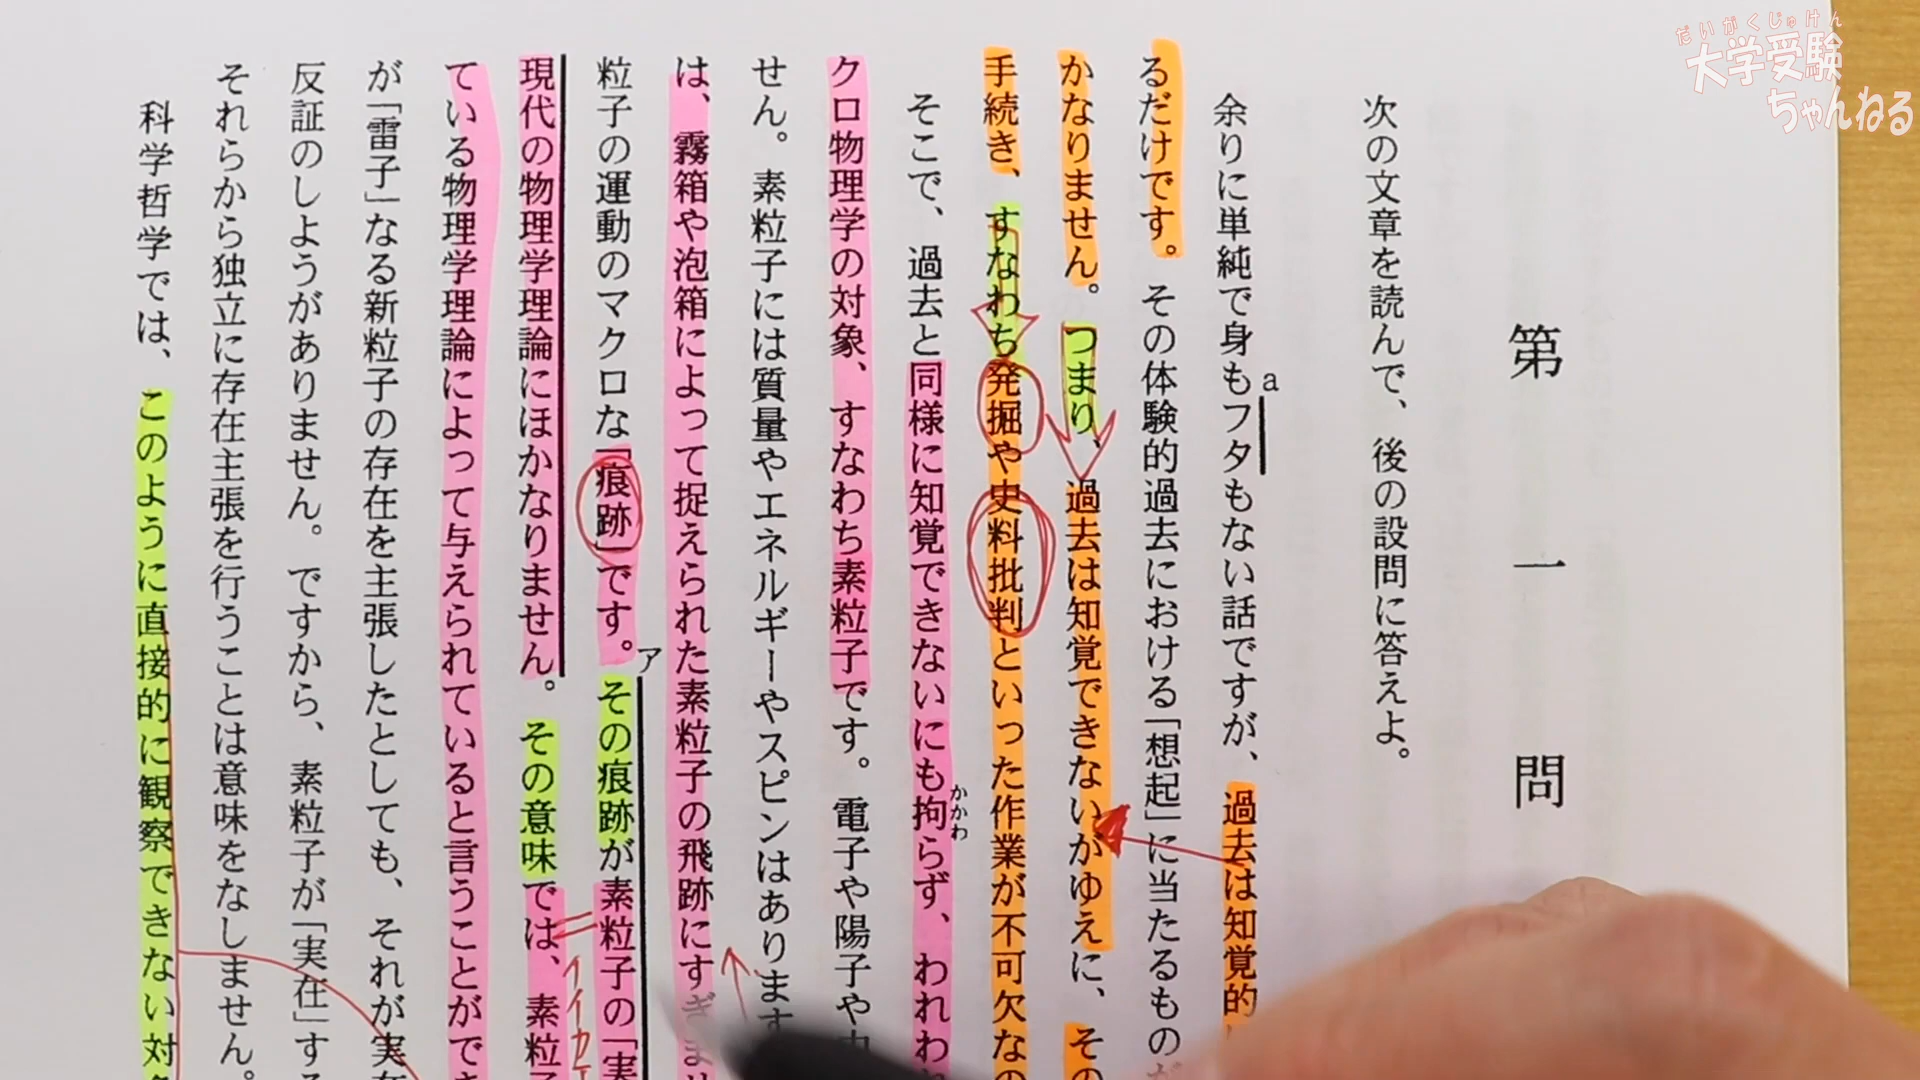 だいがくじゅけん
大学受験
ちゃんねる
第一問
次の文章を読んで、後の設問に答えよ。
余りに単純で身もフタもない話ですが、過去は知覚的
a
るだけです。その体験的過去における「想起」に当たるもの
かなりません。つまり、過去は知覚できないがゆえに、その
手続き、すなわち発掘や史料批判といった作業が不可欠なの
そこで、過去と同様に知覚できないにも拘らず、われわ
かかわ
クロ物理学の対象、すなわち素粒子です。電子や陽子や
せん。素粒子には質量やエネルギーやスピンはあります
は、霧箱や泡箱によって捉えられた素粒子の飛跡にすぎま
粒子の運動のマクロな「痕跡」です。その痕跡が素粒子の「実
ア
現代の物理学理論にほかなりません。その意味では、素粒
イイカエ
ている物理学理論によって与えられていると言うことがで
が「雷子」なる新粒子の存在を主張したとしても、それが実
反証のしようがありません。ですから、素粒子が「実在」す
それらから独立に存在主張を行うことは意味をなしません。
科学哲学では、このように直接的に観察できない対